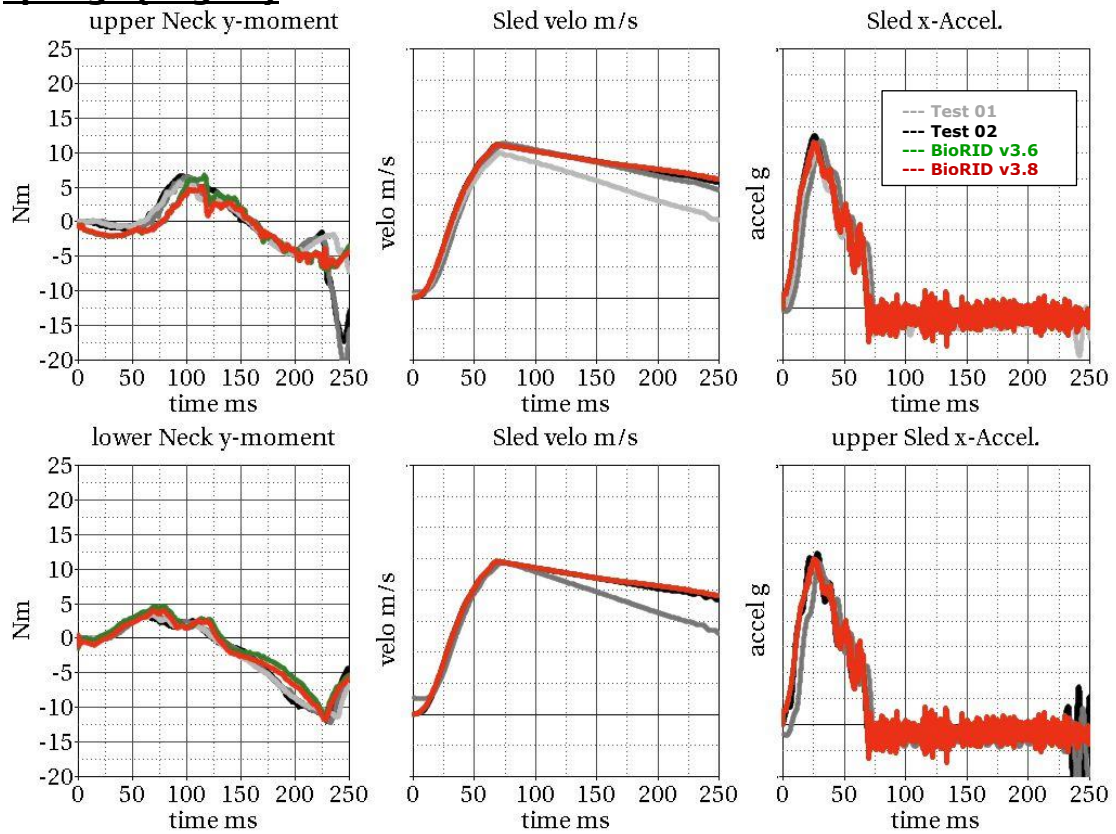 upper Neck y-moment
Sled velo m/s
Sled x-Accel.
25
20
15
10
5
0
-5
-10
-15
-20
Nm
0 50 100 150 200 250
time ms
velo m/s
0 50 100 150 200 250
time ms
accel g
--- Test 01
--- Test 02
--- BioRID v3.6
--- BioRID v3.8
0 50 100 150 200 250
time ms
lower Neck y-moment
Sled velo m/s
upper Sled x-Accel.
25
20
15
10
5
0
-5
-10
-15
-20
Nm
0 50 100 150 200 250
time ms
velo m/s
0 50 100 150 200 250
time ms
accel g
0 50 100 150 200 250
time ms